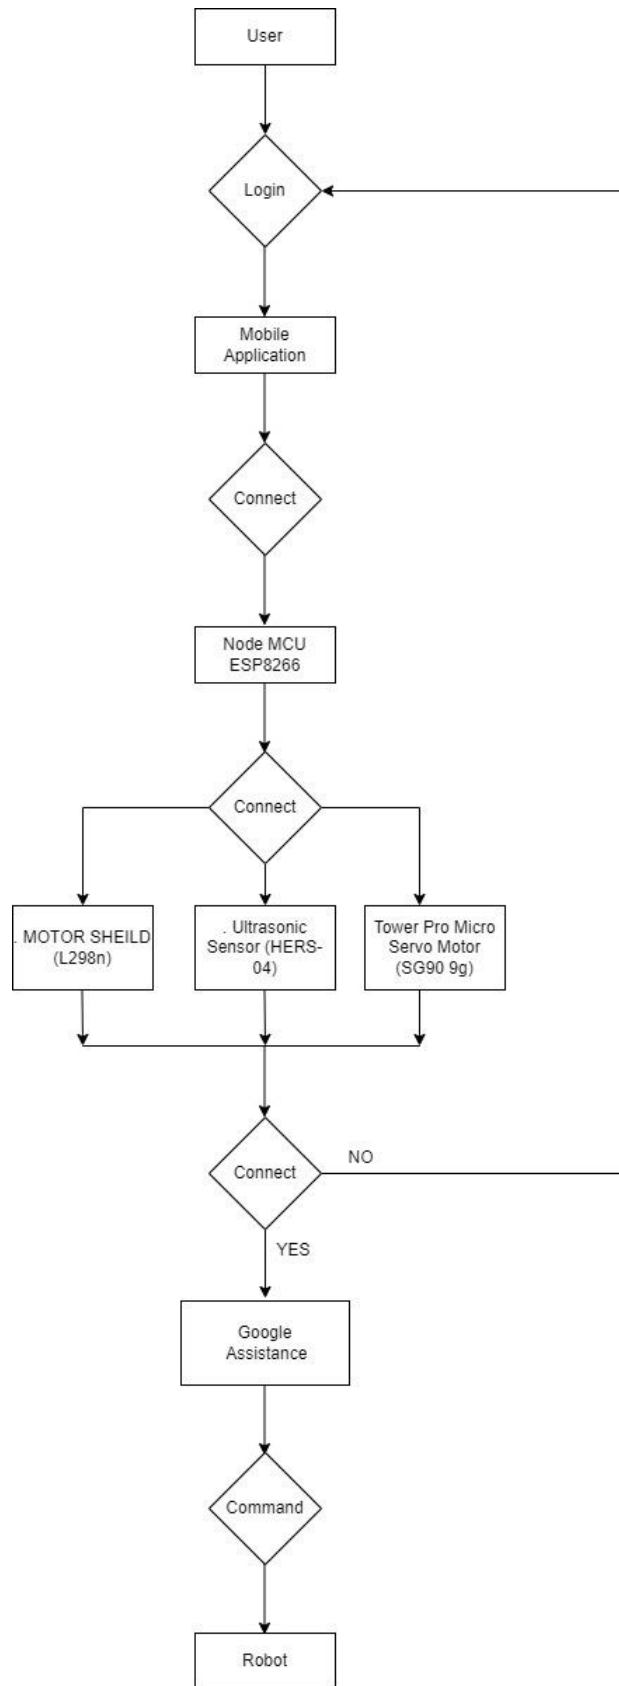 User
Login
Mobile
Application
Connect
Node MCU
ESP8266
Connect
. MOTOR SHEILD
(L298n)
. Ultrasonic
Sensor (HERS-
04)
Tower Pro Micro
Servo Motor
(SG90 9g)
Connect
NO
YES
Google
Assistance
Command
Robot